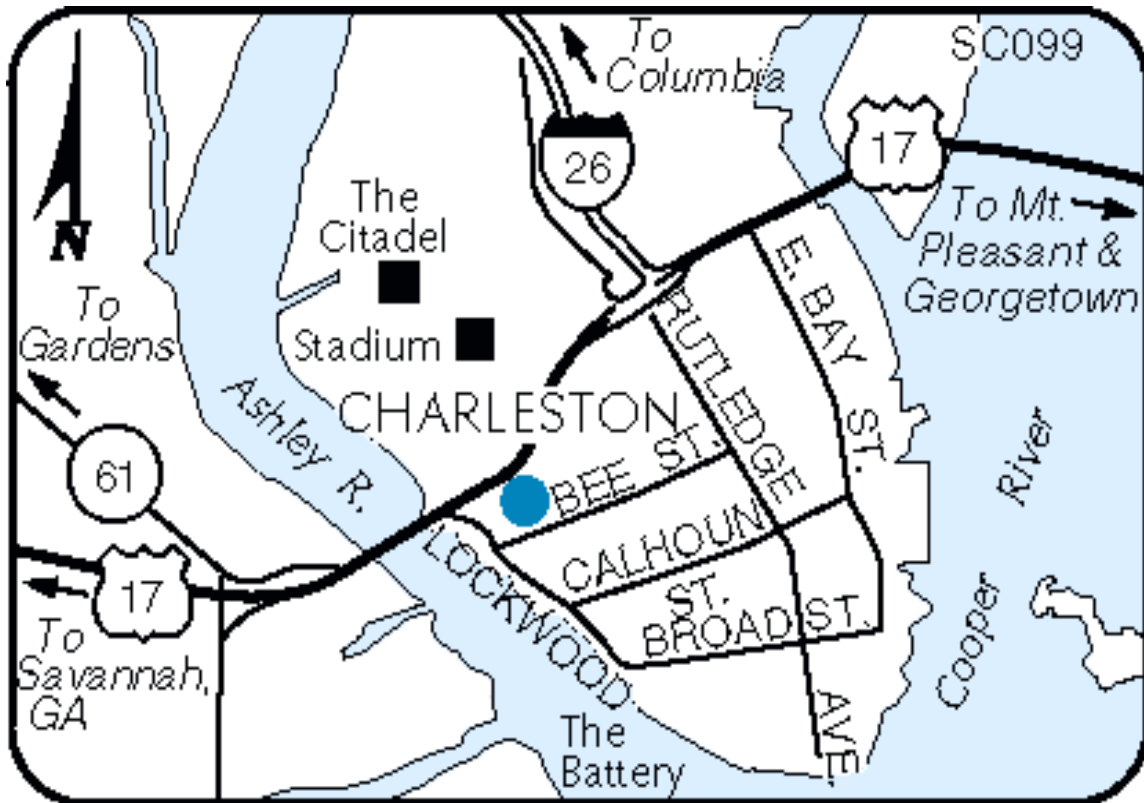 To
Columbia
SC099
17
26
N
The
Citadel
To Mt.
Pleasant &
Georgetown
To
Gardens
Stadium
E. BAY ST.
RUTLEDGE AVE.
Ashley R.
CHARLESTON
61
BEE ST.
Cooper River
CALHOUN
ST.
LOCKWOOD
17
To
Savannah,
GA
BROAD ST.
The
Battery